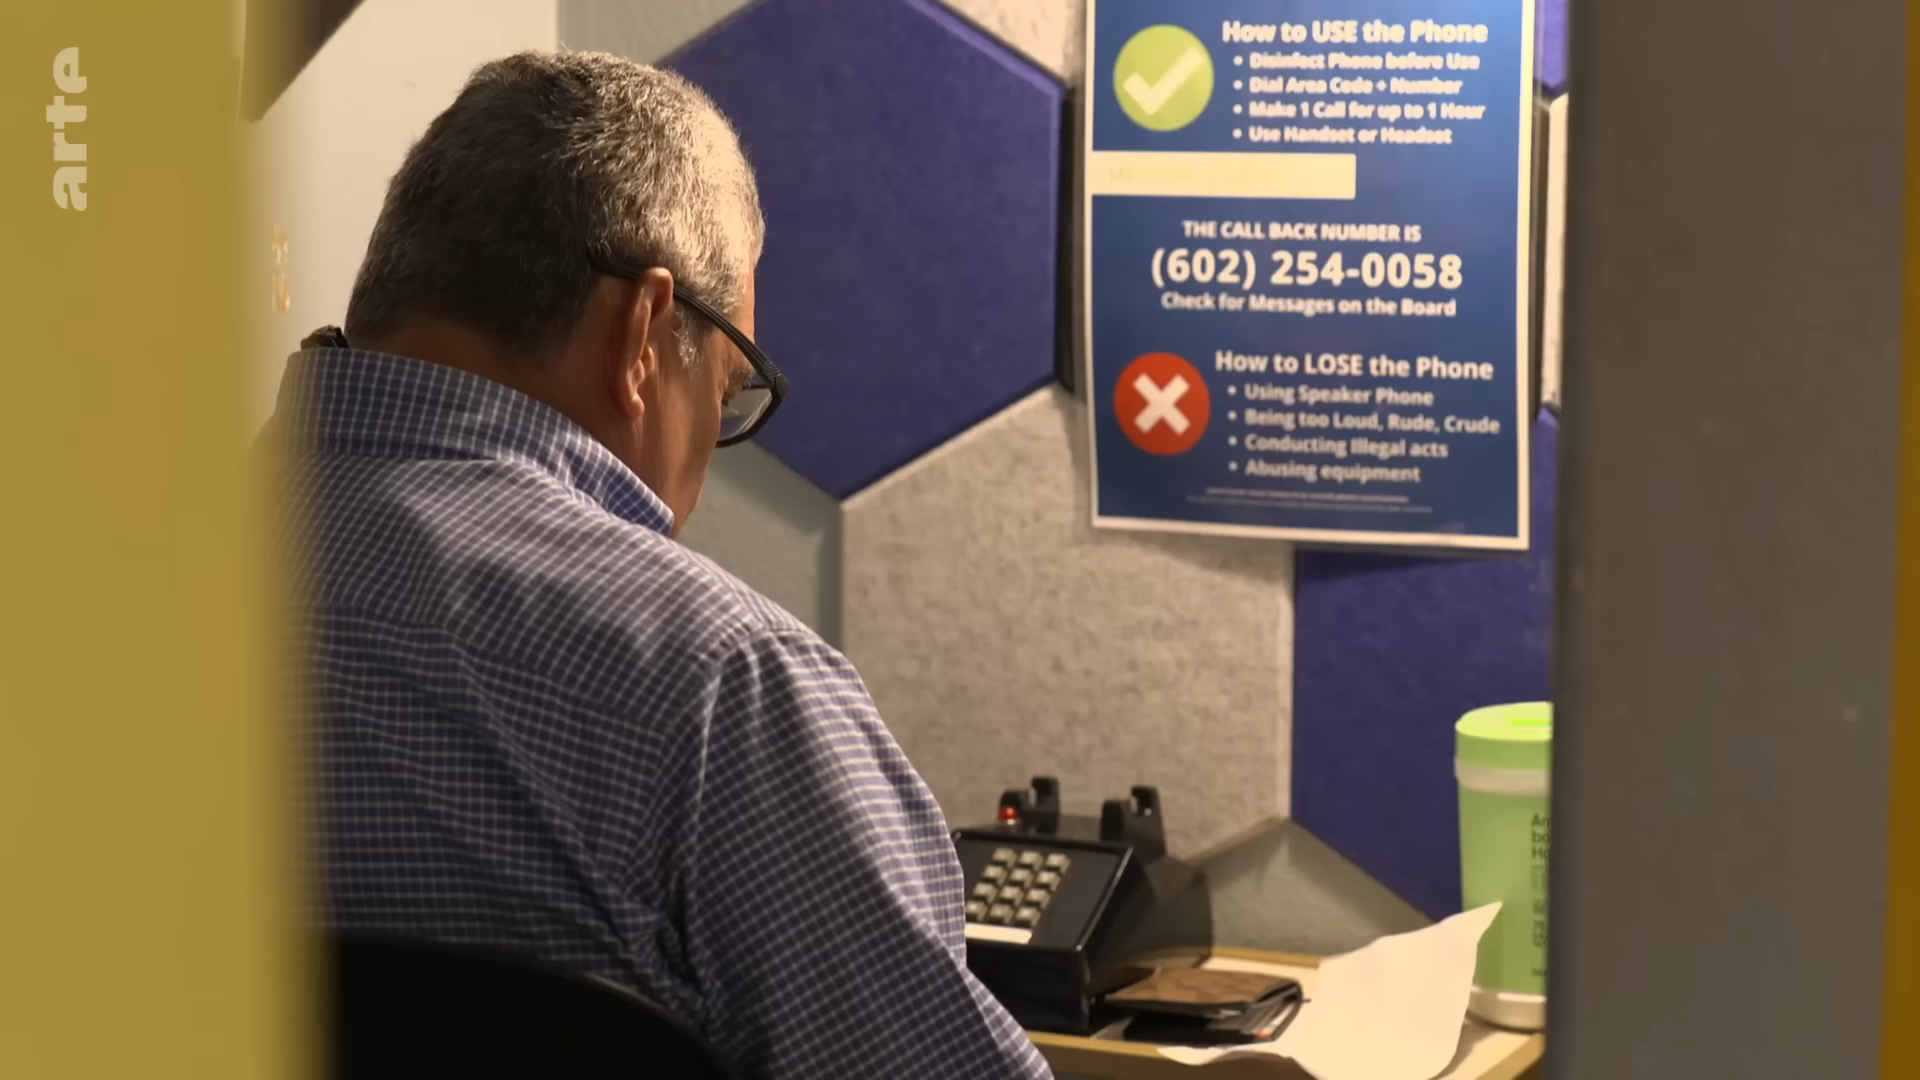 arte
How to USE the Phone
• Disinfect Phone before Use
• Dial Area Code + Number
• Make 1 Call for up to 1 Hour
• Use Handset or Headset
THE CALL BACK NUMBER IS
(602) 254-0058
Check for Messages on the Board
How to LOSE the Phone
• Using Speaker Phone
• Being too Loud, Rude, Crude
• Conducting Illegal acts
• Abusing equipment